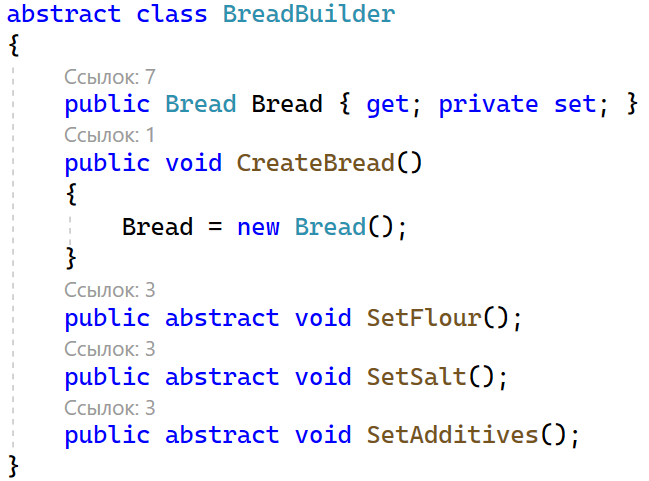 abstract class BreadBuilder
{
Ссылок: 7
public Bread Bread { get; private set; }
Ссылок: 1
public void CreateBread()
{
Bread = new Bread();
}
Ссылок: 3
public abstract void SetFlour();
Ссылок: 3
public abstract void SetSalt();
Ссылок: 3
public abstract void SetAdditives();
}